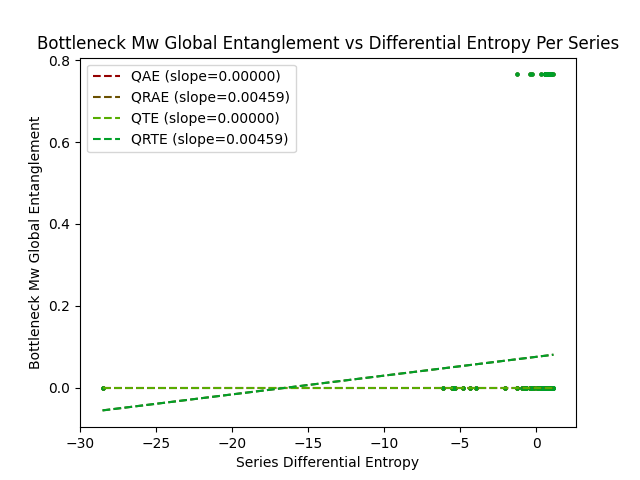 Bottleneck Mw Global Entanglement vs Differential Entropy Per Series
QAE (slope=0.00000)
QRAE (slope=0.00459)
QTE (slope=0.00000)
QRTE (slope=0.00459)
Bottleneck Mw Global Entanglement
0.8
0.6
0.4
0.2
0.0
−30
−25
−20
−15
−10
−5
0
Series Differential Entropy